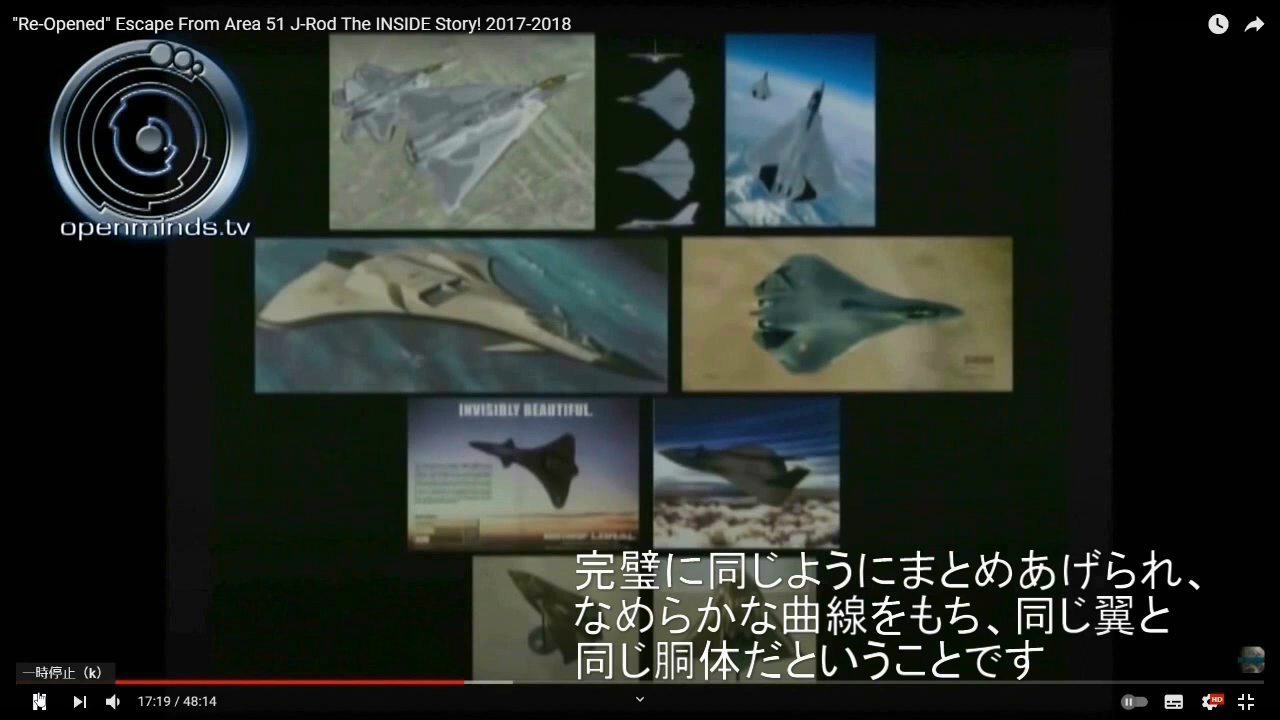 "Re-Opened" Escape From Area 51 J-Rod The INSIDE Story! 2017-2018
openminds.tv
INVISIBLY BEAUTIFUL.
完璧に同じようにまとめあげられ、
なめらかな曲線をもち、同じ翼と
同じ胴体だということです
一時停止（k）
17:19 / 48:14
HD